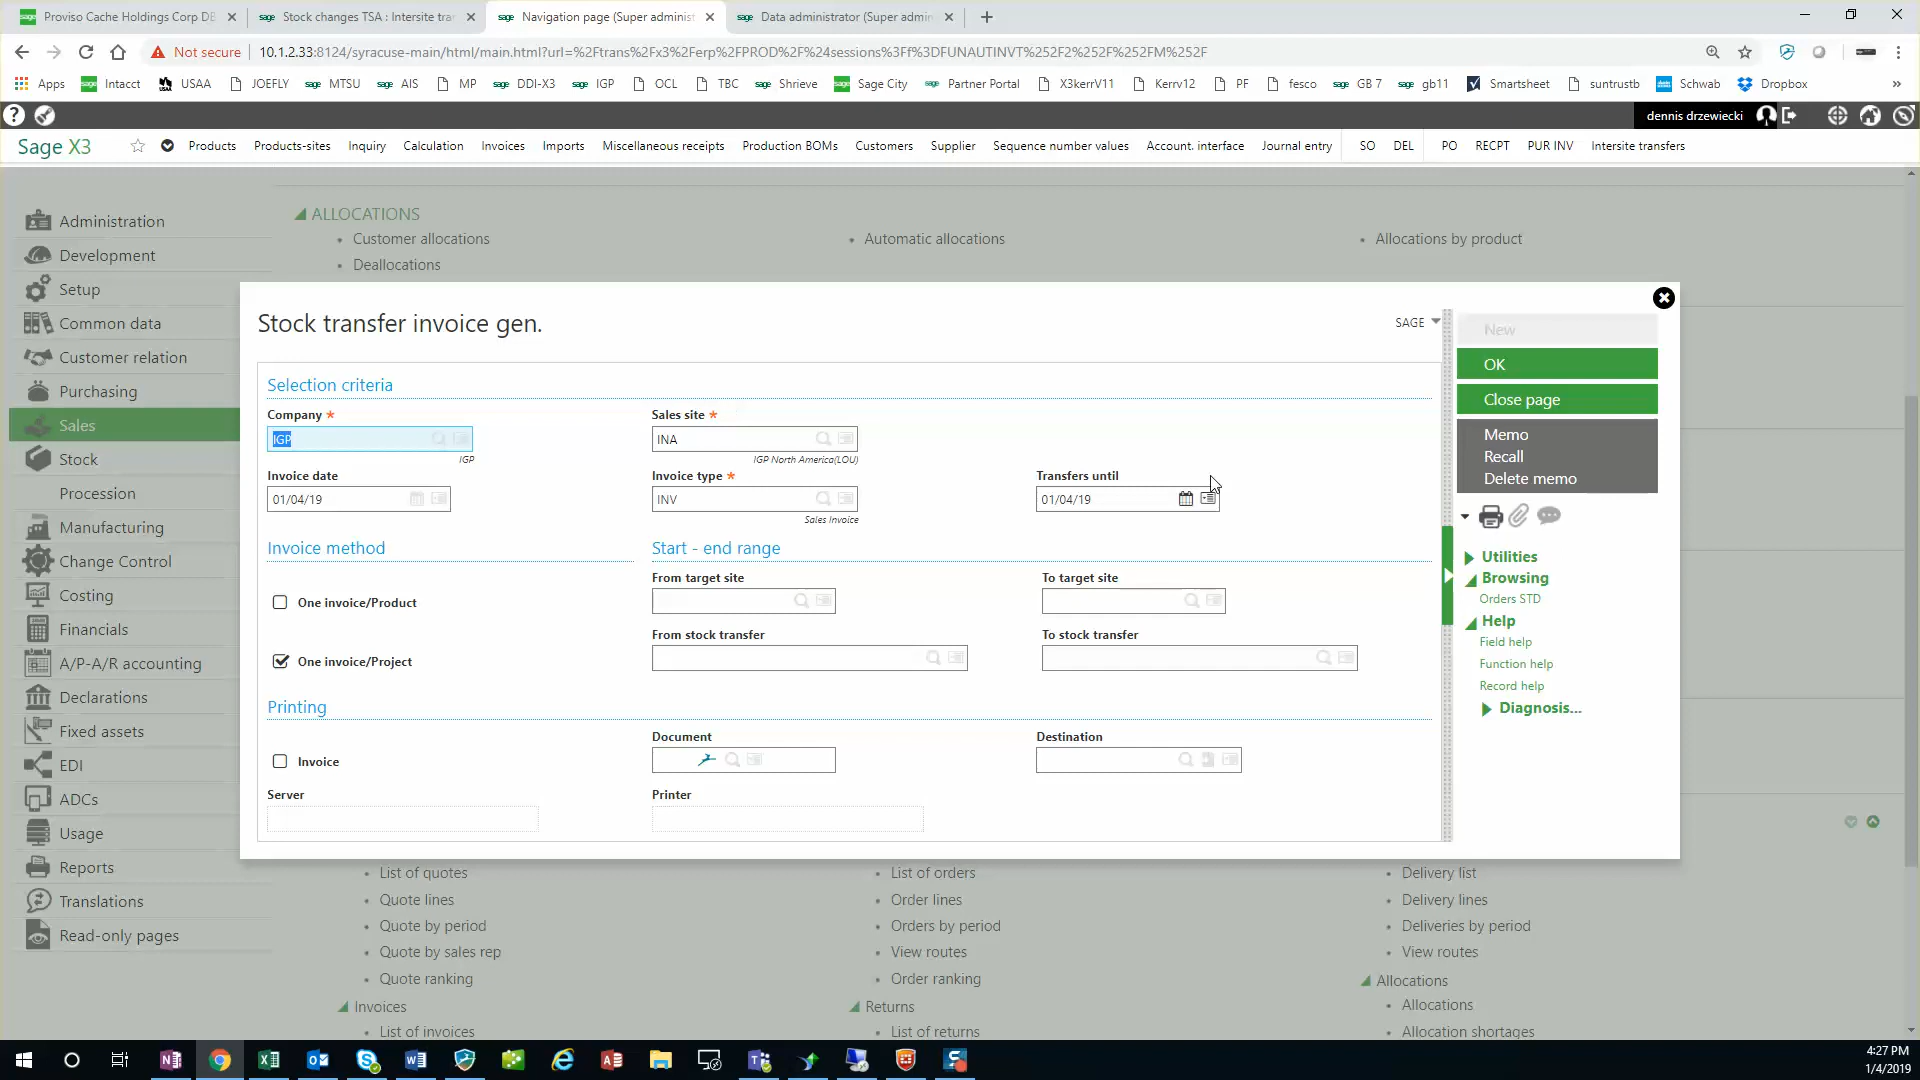 Proviso Cache Holdings Corp DB
Stock changes TSA : Intersite tra
Navigation page (Super administ
Data administrator (Super admin
Not secure
10.1.2.33:8124/syracuse-main/html/main.html?url=%2Ftrans%2Fx3%2Ferp%2FPROD%2F%24sessions%3Ff%3DFUNAUTINVT%252F2%252F%252FM%252F
Apps
Intacct
USAA
JOEFLY
MTSU
AIS
MP
DDI-X3
IGP
OCL
TBC
Shrieve
Sage City
Partner Portal
X3kerrV11
Kerrv12
PF
fesco
GB 7
gb11
Smartsheet
suntrustb
Schwab
Dropbox
dennis drzewiecki
Sage X3
Products
Products-sites
Inquiry
Calculation
Invoices
Imports
Miscellaneous receipts
Production BOMs
Customers
Supplier
Sequence number values
Account. interface
Journal entry
SO
DEL
PO
RECPT
PUR INV
Intersite transfers
Administration
Development
Setup
Common data
Customer relation
Purchasing
Sales
Stock
Procession
Manufacturing
Change Control
Costing
Financials
A/P-A/R accounting
Declarations
Fixed assets
EDI
ADCs
Usage
Reports
Translations
Read-only pages
ALLOCATIONS
Customer allocations
Automatic allocations
Allocations by product
Deallocations
Stock transfer invoice gen.
SAGE
Selection criteria
Company *
Sales site *
IGP
INA
IGP
IGP North America(LOU)
Invoice date
Invoice type *
Transfers until
01/04/19
INV
01/04/19
Sales Invoice
Invoice method
Start - end range
From target site
To target site
One invoice/Product
From stock transfer
To stock transfer
One invoice/Project
Printing
Document
Destination
Invoice
Server
Printer
New
OK
Close page
Memo
Recall
Delete memo
Utilities
Browsing
Orders STD
Help
Field help
Function help
Record help
Diagnosis...
List of quotes
List of orders
Delivery list
Quote lines
Order lines
Delivery lines
Quote by period
Orders by period
Deliveries by period
Quote by sales rep
View routes
View routes
Quote ranking
Order ranking
Allocations
Invoices
Returns
Allocations
List of invoices
List of returns
Allocation shortages
4:27 PM
1/4/2019